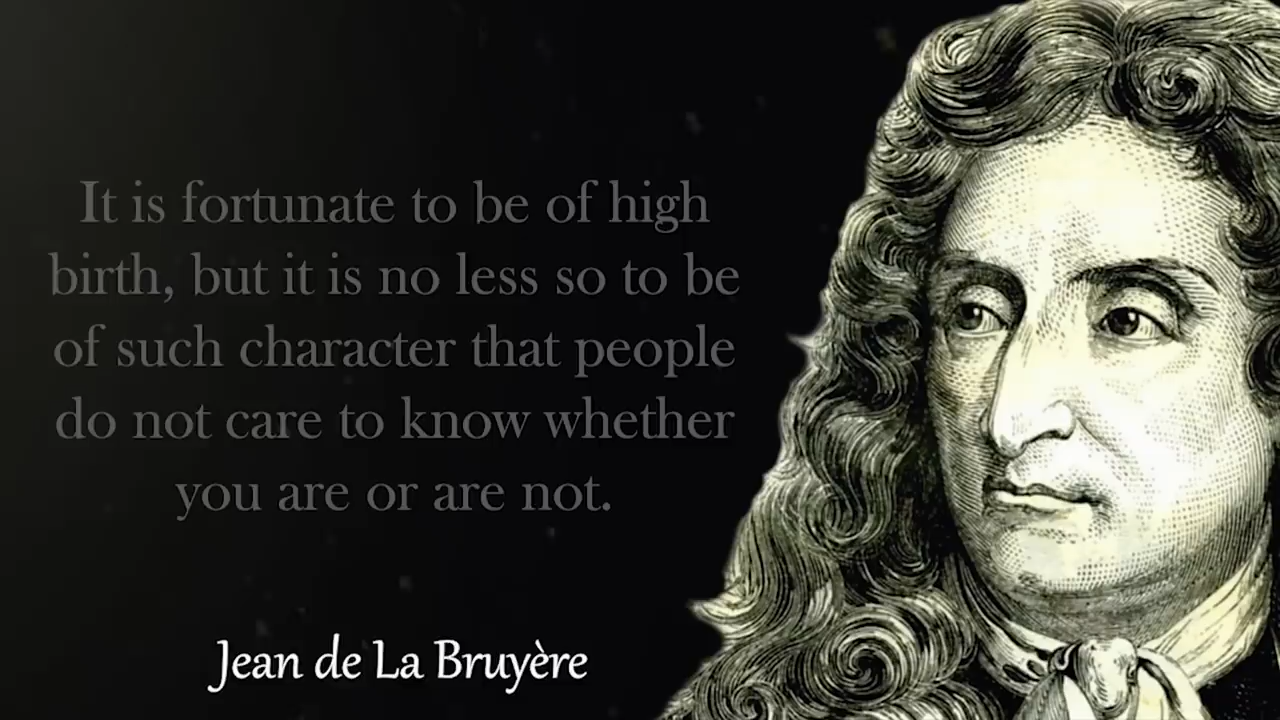 It is fortunate to be of high
birth, but it is no less so to be
of such character that people
do not care to know whether
you are or are not.
Jean de La Bruyère